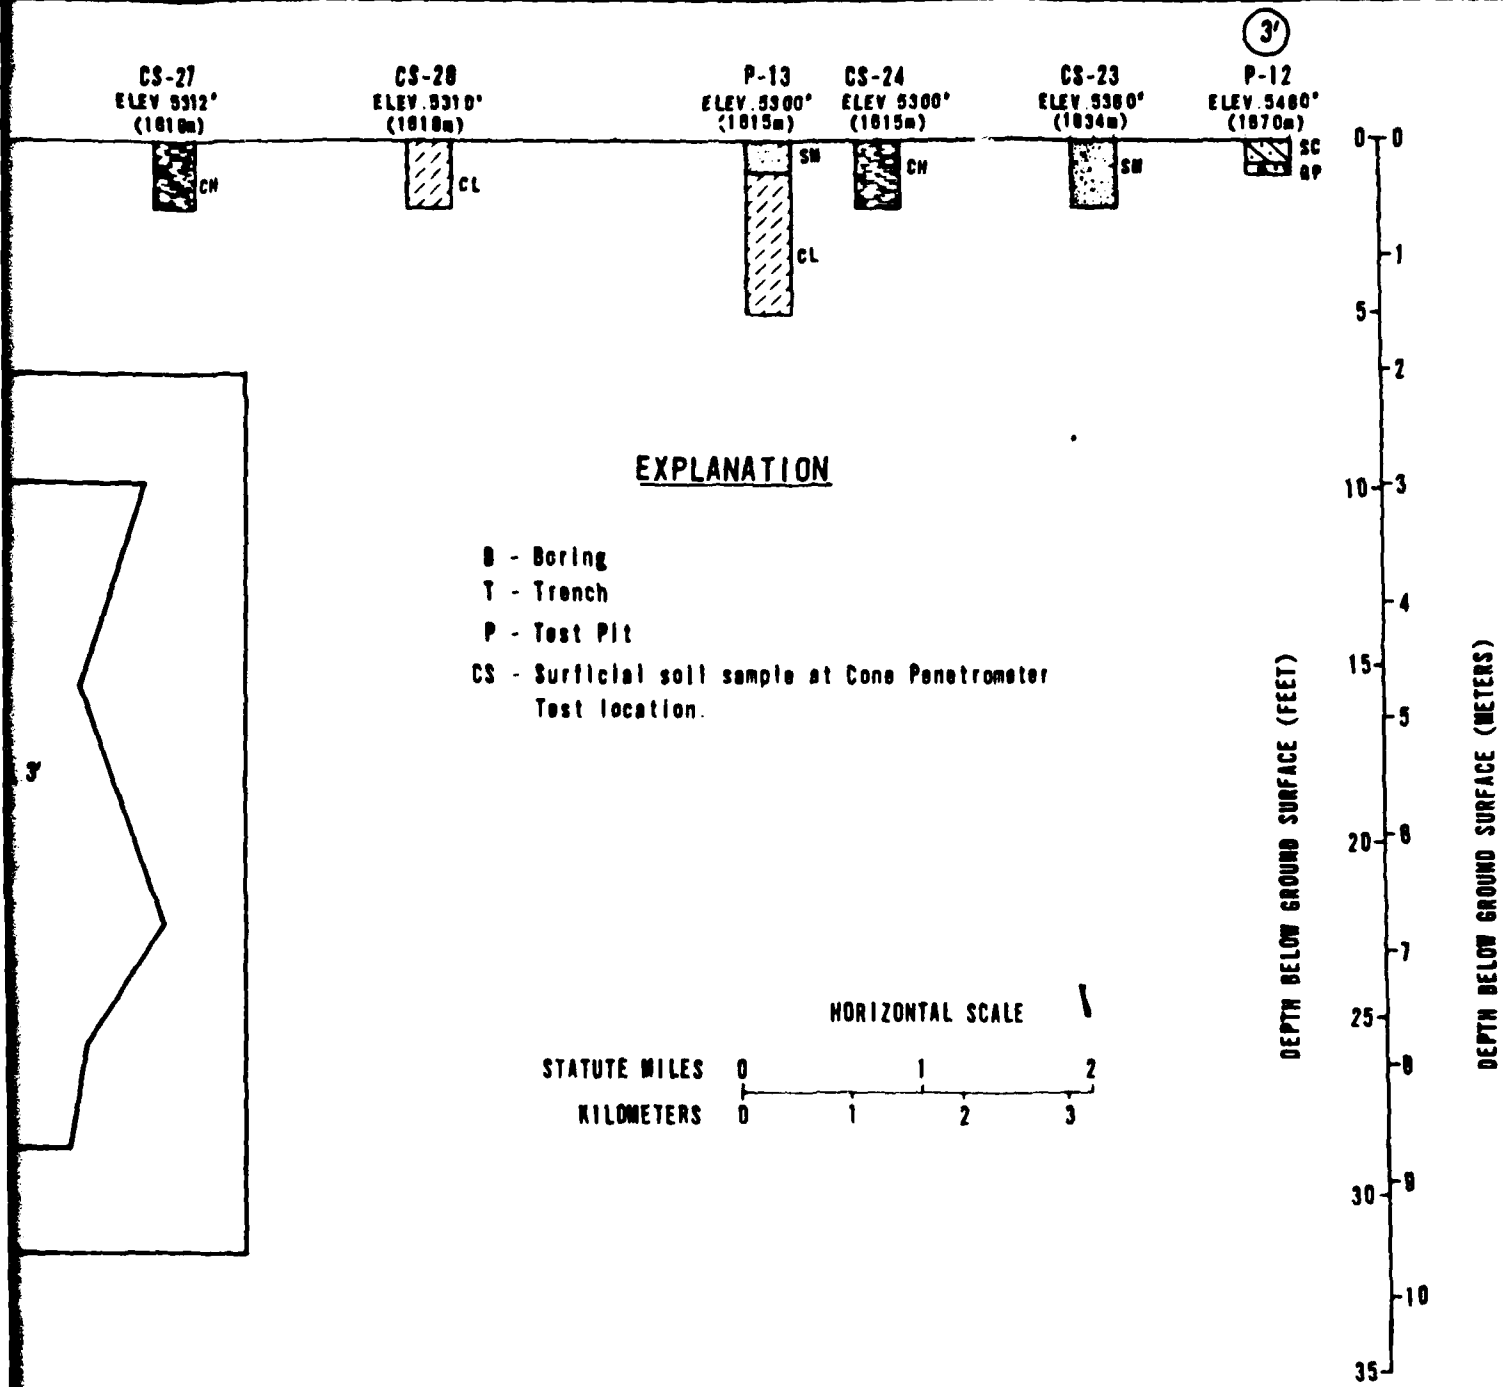 3'
CS-27
ELEV.5312'
(1619m)
CS-28
ELEV.5310'
(1618m)
P-13
ELEV.5300'
(1615m)
CS-24
ELEV.5300'
(1615m)
CS-23
ELEV.5360'
(1634m)
P-12
ELEV.5480'
(1670m)
CH
CL
SM
CL
CH
SM
SC
GP
0 0
1
5
2
10 3
4
15
5
20 6
7
25
8
30 9
10
35
DEPTH BELOW GROUND SURFACE (FEET)
DEPTH BELOW GROUND SURFACE (METERS)
EXPLANATION
B - Boring
T - Trench
P - Test Pit
CS - Surficial soil sample at Cone Penetrometer
Test location.
3'
HORIZONTAL SCALE
STATUTE MILES 0 1 2
KILOMETERS 0 1 2 3